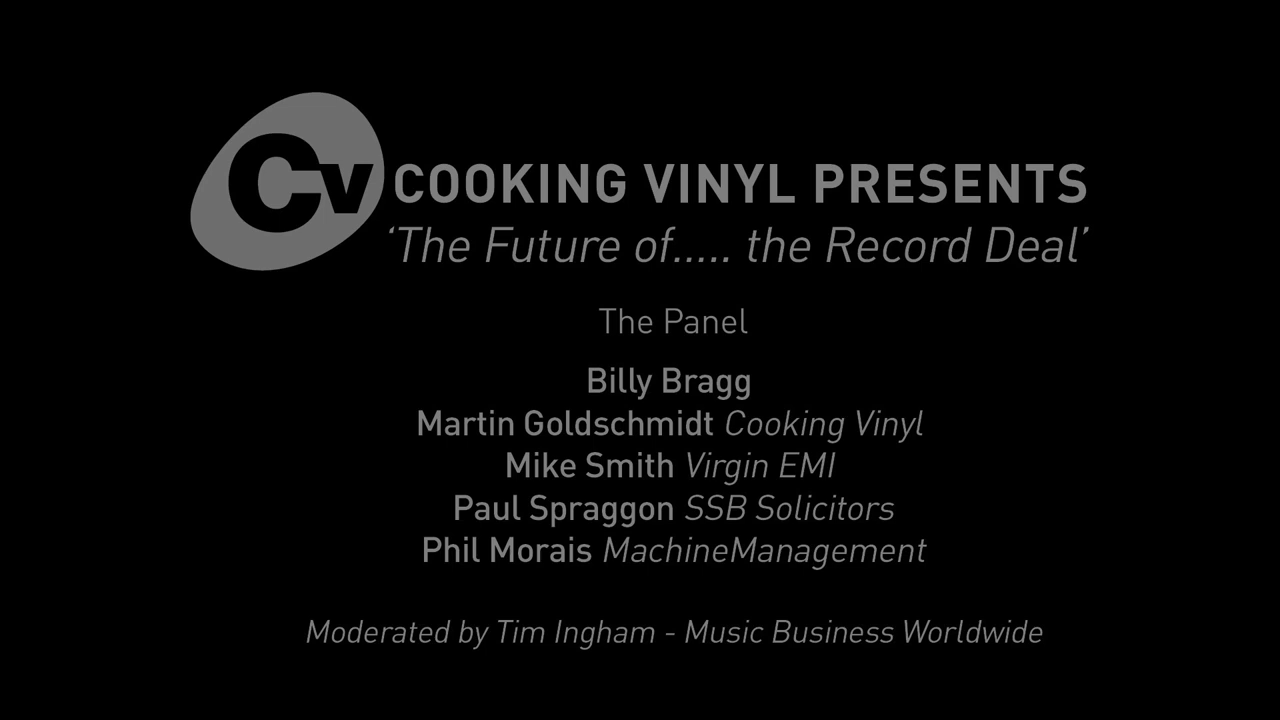 Cv COOKING VINYL PRESENTS
‘The Future of..... the Record Deal’
The Panel
Billy Bragg
Martin Goldschmidt Cooking Vinyl
Mike Smith Virgin EMI
Paul Spraggon SSB Solicitors
Phil Morais MachineManagement
Moderated by Tim Ingham - Music Business Worldwide